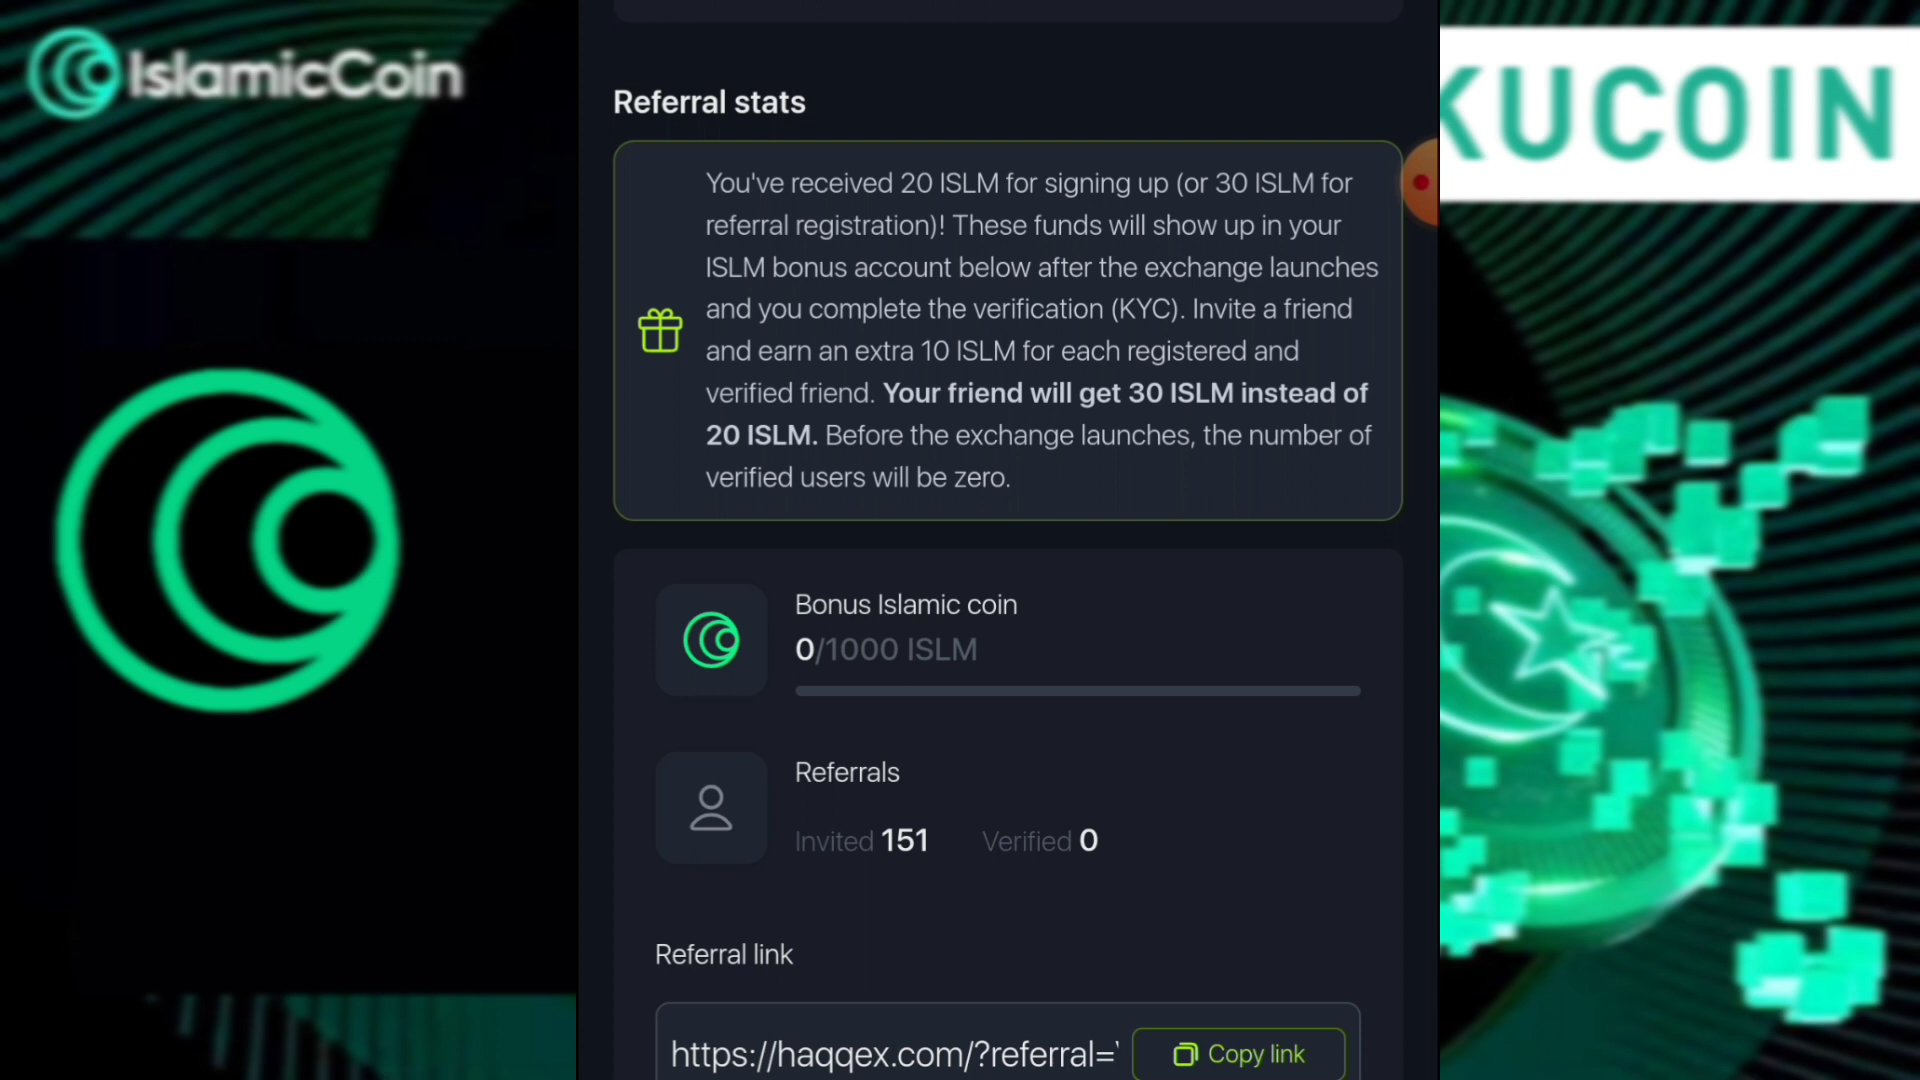 IslamicCoin
KUCOIN
Referral stats
You've received 20 ISLM for signing up (or 30 ISLM for
referral registration)! These funds will show up in your
ISLM bonus account below after the exchange launches
and you complete the verification (KYC). Invite a friend
and earn an extra 10 ISLM for each registered and
verified friend. Your friend will get 30 ISLM instead of
20 ISLM. Before the exchange launches, the number of
verified users will be zero.
Bonus Islamic coin
0/1000 ISLM
Referrals
Invited 151 Verified 0
Referral link
https://haqqex.com/?referral=
Copy link